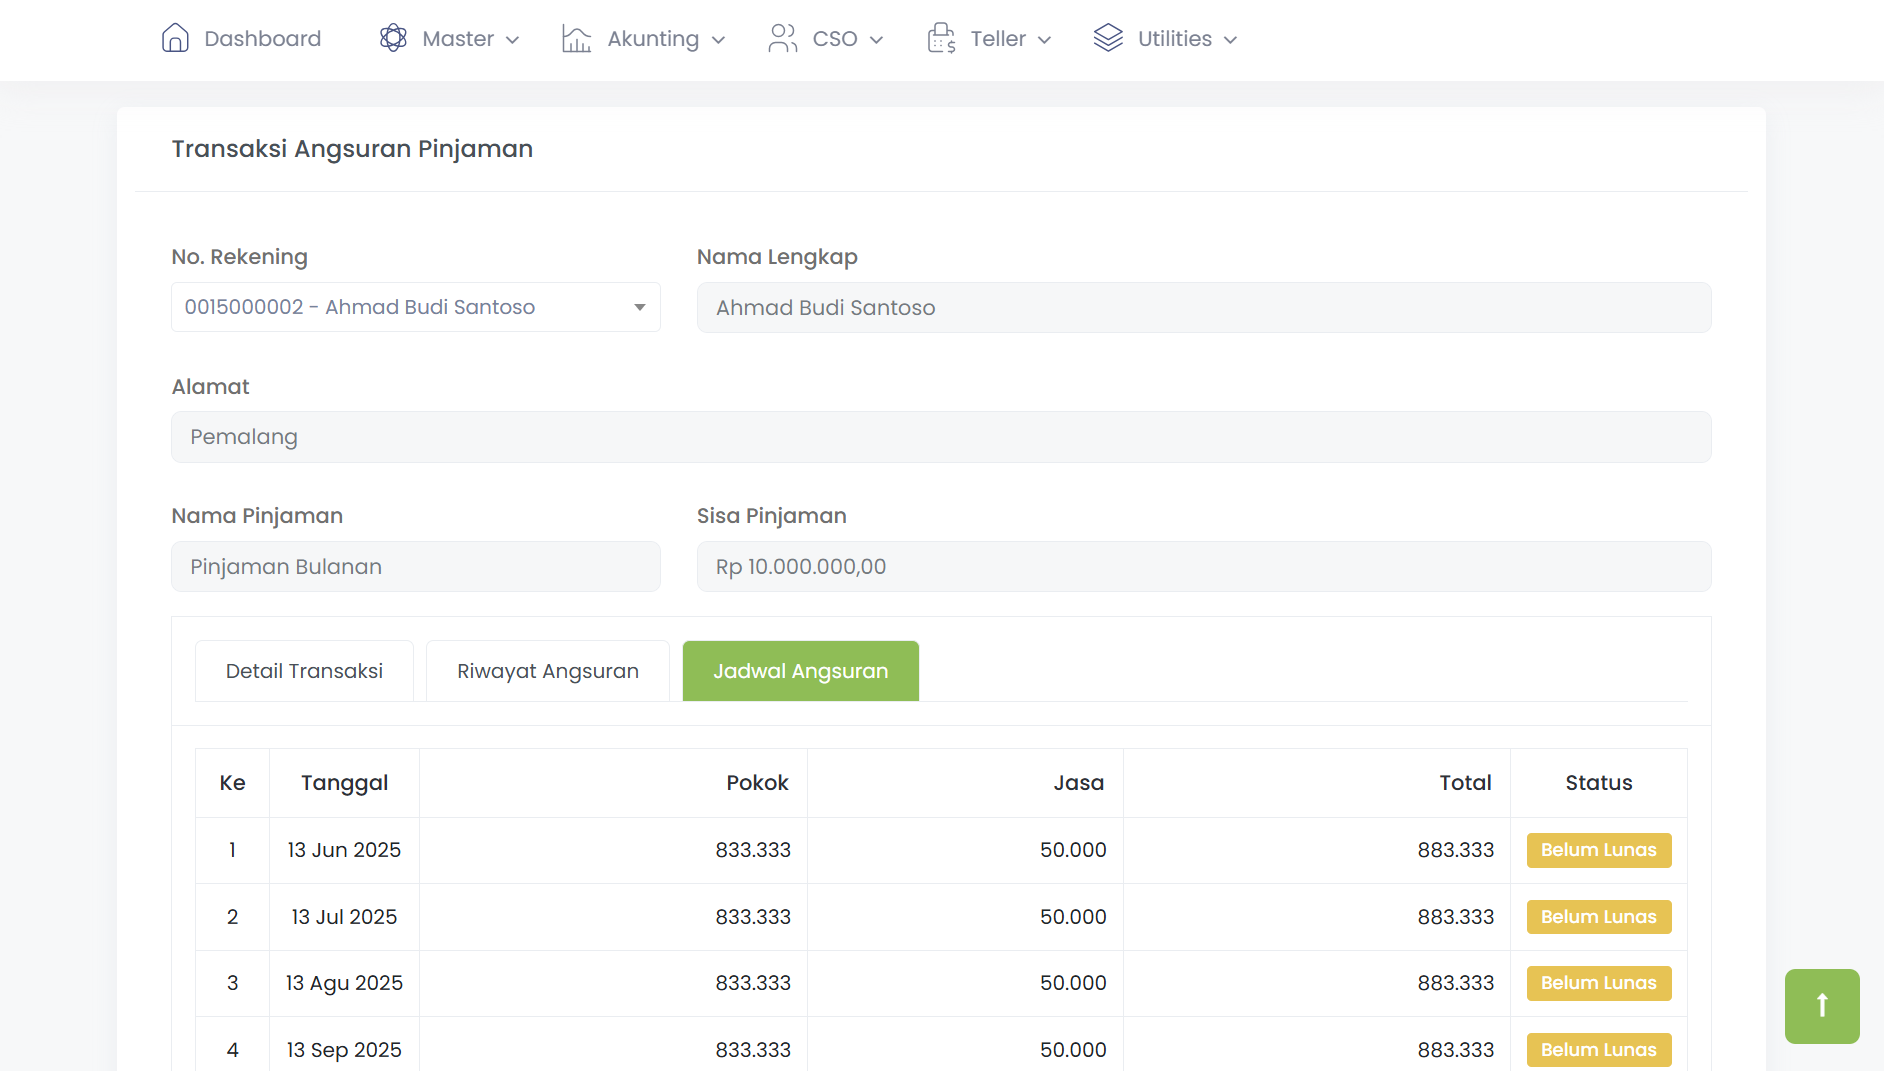 Dashboard Master Akunting CSO Teller Utilities
Transaksi Angsuran Pinjaman
No. Rekening Nama Lengkap
0015000002 - Ahmad Budi Santoso Ahmad Budi Santoso
Alamat
Pemalang
Nama Pinjaman Sisa Pinjaman
Pinjaman Bulanan Rp 10.000.000,00
Detail Transaksi Riwayat Angsuran Jadwal Angsuran
Ke Tanggal Pokok Jasa Total Status
1 13 Jun 2025 833.333 50.000 883.333 Belum Lunas
2 13 Jul 2025 833.333 50.000 883.333 Belum Lunas
3 13 Agu 2025 833.333 50.000 883.333 Belum Lunas
4 13 Sep 2025 833.333 50.000 883.333 Belum Lunas